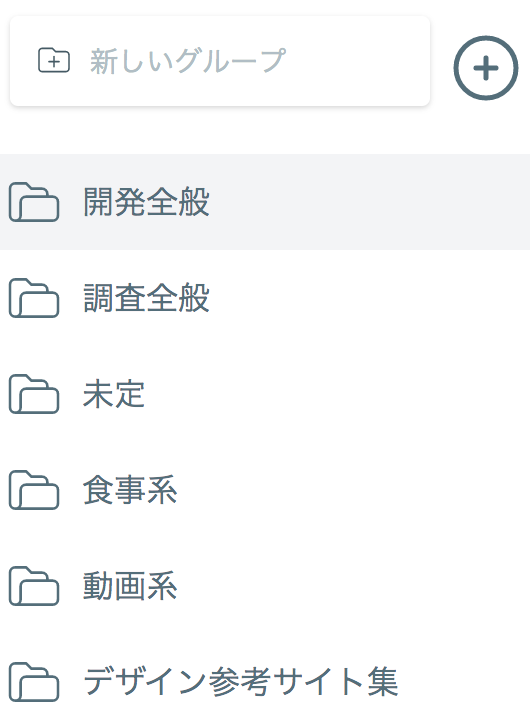 新しいグループ
開発全般
調査全般
未定
食事系
動画系
デザイン参考サイト集